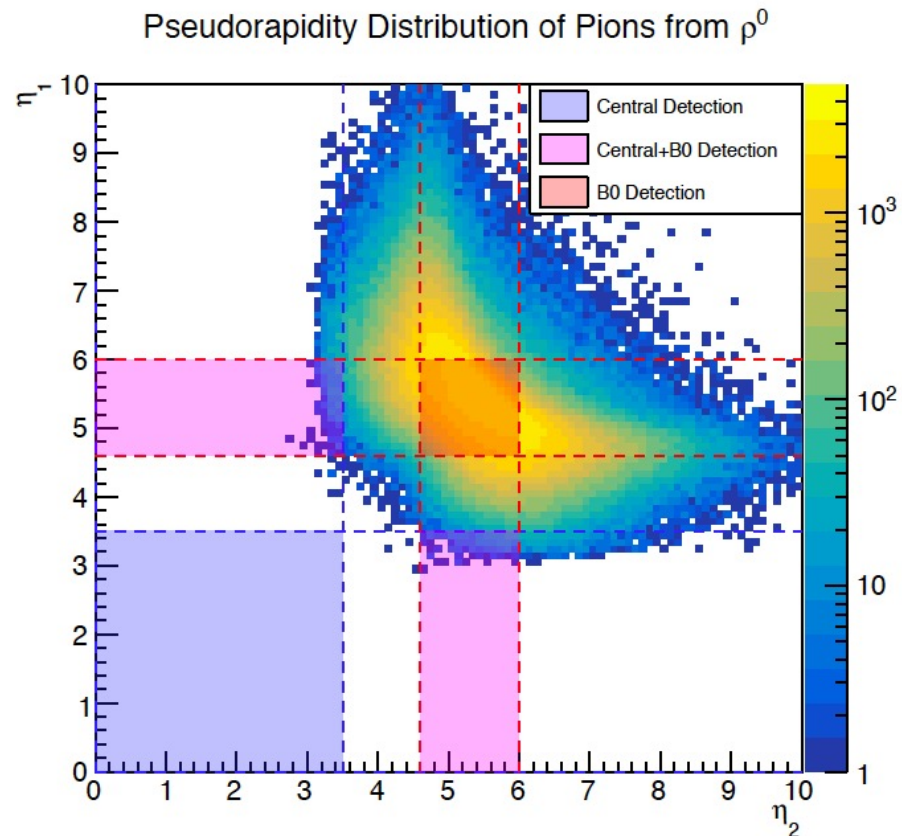 Pseudorapidity Distribution of Pions from ρ⁰
η₁
10
9
8
7
6
5
4
3
2
1
0
Central Detection
Central+B0 Detection
B0 Detection
10³
10²
10
1
0 1 2 3 4 5 6 7 8 9 10
η₂